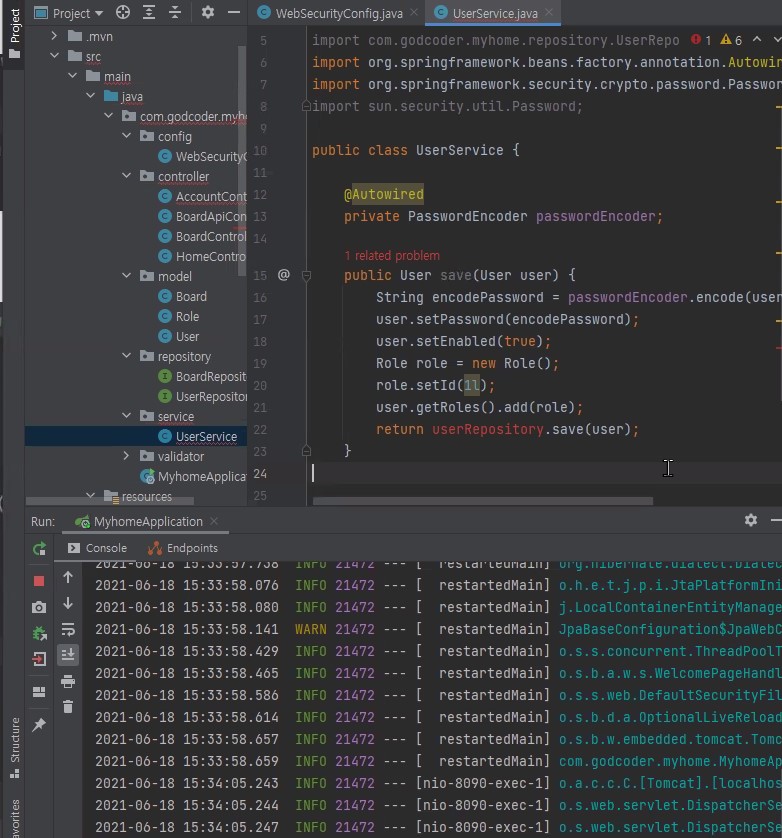 Project
Project
.mvn
src
main
java
com.godcoder.myho
config
WebSecurityC
controller
AccountCont
BoardApiCon
BoardControl
HomeContro
model
Board
Role
User
repository
BoardReposit
UserRepositor
service
UserService
validator
MyhomeApplicat
resources
WebSecurityConfig.java
UserService.java
1 6
5 import com.godcoder.myhome.repository.UserRepo
6 import org.springframework.beans.factory.annotation.Autowir
7 import org.springframework.security.crypto.password.Passwor
8 import sun.security.util.Password;
9
10 public class UserService {
11
12 @Autowired
13 private PasswordEncoder passwordEncoder;
14
1 related problem
15 @ public User save(User user) {
16 String encodePassword = passwordEncoder.encode(user
17 user.setPassword(encodePassword);
18 user.setEnabled(true);
19 Role role = new Role();
20 role.setId(1l);
21 user.getRoles().add(role);
22 return userRepository.save(user);
23 }
24
25
Run: MyhomeApplication
Console Endpoints
2021-06-18 15:33:57.738 INFO 21472 --- [ restartedMain] org.hibernate.dialect.Dialec
2021-06-18 15:33:58.076 INFO 21472 --- [ restartedMain] o.h.e.t.j.p.i.JtaPlatformIni
2021-06-18 15:33:58.080 INFO 21472 --- [ restartedMain] j.LocalContainerEntityManage
2021-06-18 15:33:58.141 WARN 21472 --- [ restartedMain] JpaBaseConfiguration$JpaWebC
2021-06-18 15:33:58.429 INFO 21472 --- [ restartedMain] o.s.s.concurrent.ThreadPoolT
2021-06-18 15:33:58.465 INFO 21472 --- [ restartedMain] o.s.b.a.w.s.WelcomePageHandl
2021-06-18 15:33:58.586 INFO 21472 --- [ restartedMain] o.s.s.web.DefaultSecurityFil
2021-06-18 15:33:58.614 INFO 21472 --- [ restartedMain] o.s.b.d.a.OptionalLiveReload
2021-06-18 15:33:58.657 INFO 21472 --- [ restartedMain] o.s.b.w.embedded.tomcat.Tomc
2021-06-18 15:33:58.659 INFO 21472 --- [ restartedMain] com.godcoder.myhome.MyhomeAp
2021-06-18 15:34:05.243 INFO 21472 --- [nio-8090-exec-1] o.a.c.c.C.[Tomcat].[localhos
2021-06-18 15:34:05.244 INFO 21472 --- [nio-8090-exec-1] o.s.web.servlet.DispatcherSe
2021-06-18 15:34:05.247 INFO 21472 --- [nio-8090-exec-1] o.s.web.servlet.DispatcherSe
Structure
avorites